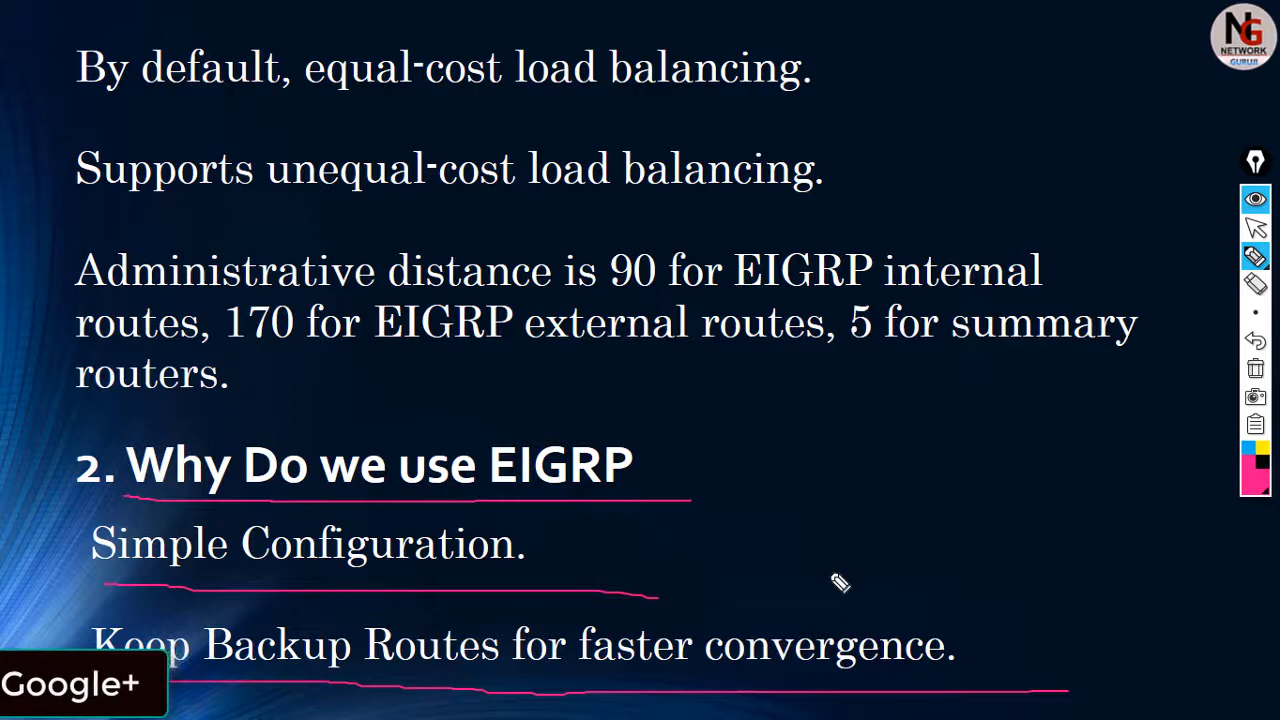 NG
NETWORK
GURUJI
By default, equal-cost load balancing.
Supports unequal-cost load balancing.
Administrative distance is 90 for EIGRP internal
routes, 170 for EIGRP external routes, 5 for summary
routers.
2. Why Do we use EIGRP
Simple Configuration.
Keep Backup Routes for faster convergence.
Google+